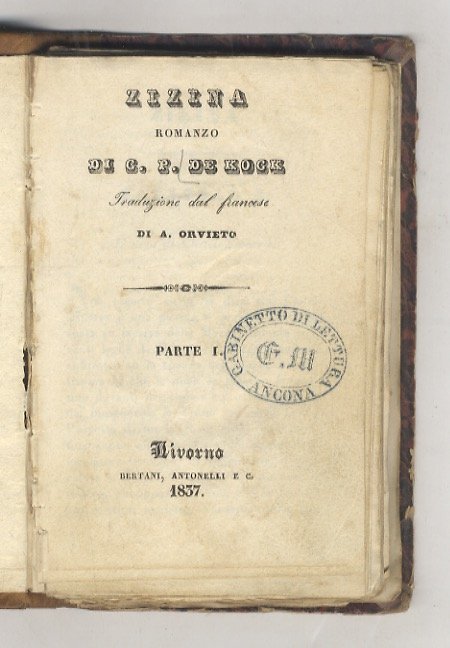 ZIZINA
ROMANZO
DI C. P. DE KOCK
Traduzione dal francese
DI A. ORVIETO
PARTE I.
GABINETTO DI LETTURA
G. M
ANCONA
Livorno
BERTANI, ANTONELLI E C.
1837.